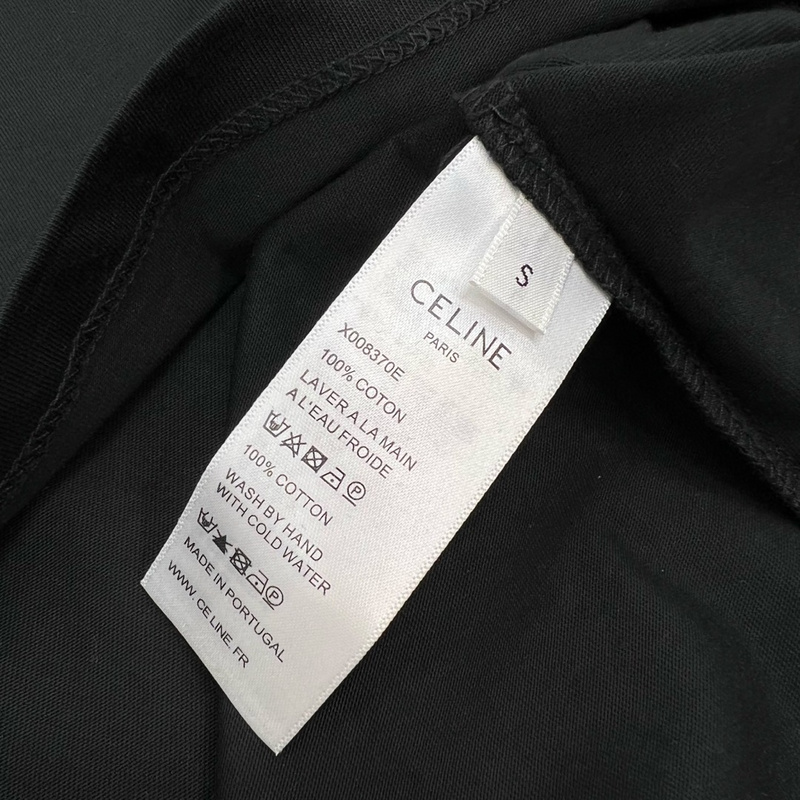 S
CELINE
PARIS
X008370E
100% COTON
LAVER A LA MAIN
A L'EAU FROIDE
P
100% COTTON
WASH BY HAND
WITH COLD WATER
P
MADE IN PORTUGAL
WWW.CELINE.FR